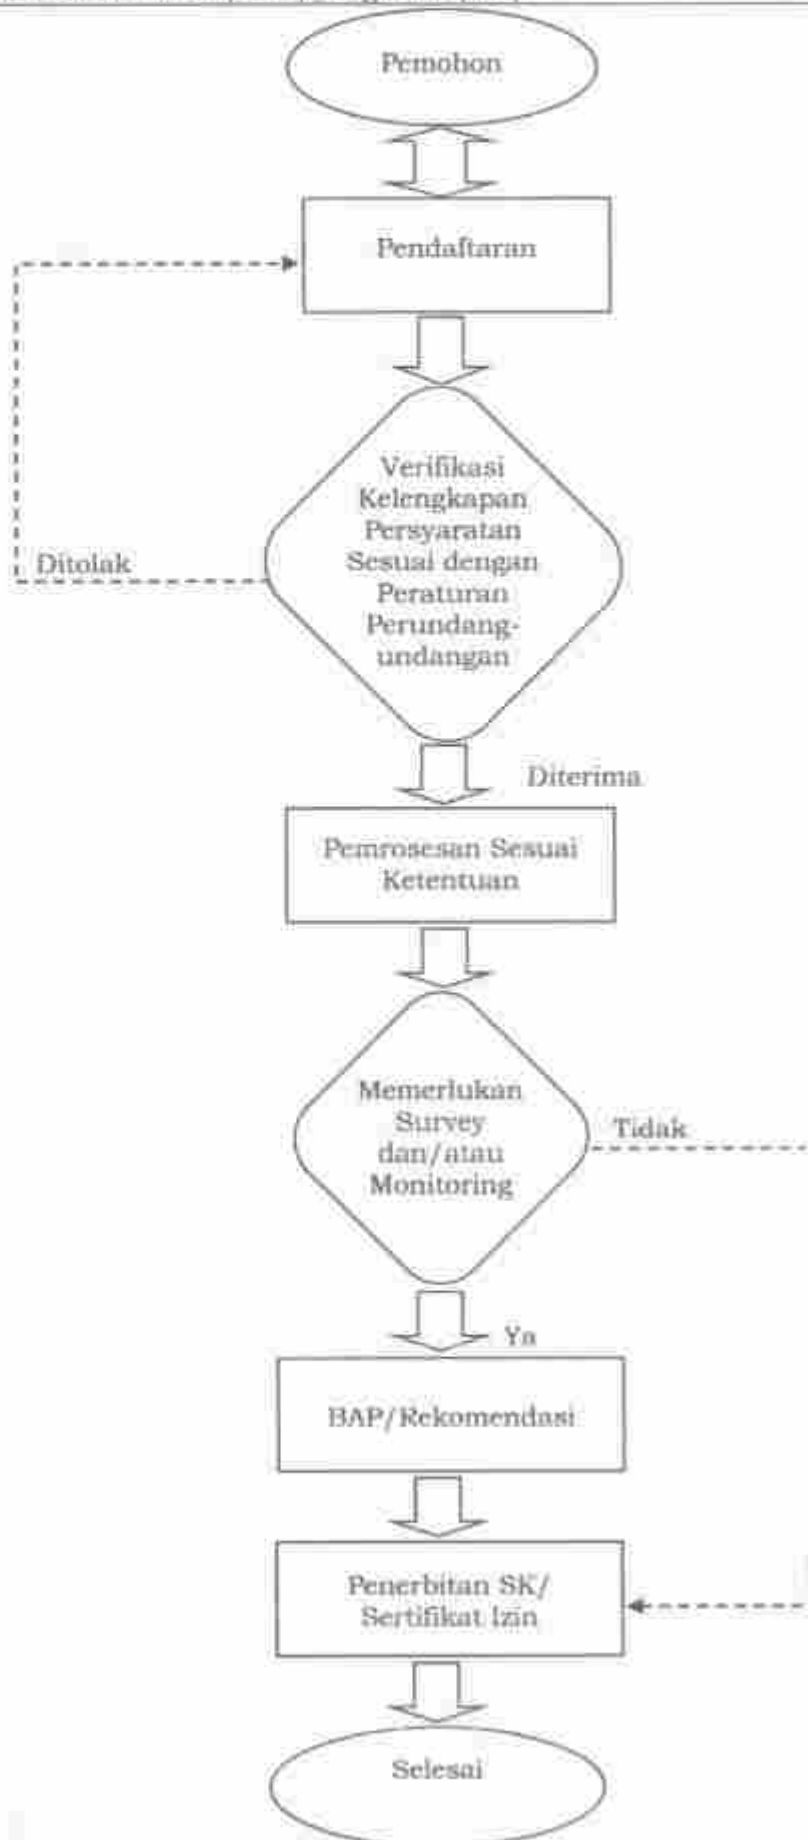 Pemohon
Pendaftaran
Verifikasi
Kelengkapan
Persyaratan
Sesuai dengan
Peraturan
Perundang-
undangan
Ditolak
Diterima
Pemrosesan Sesuai
Ketentuan
Memerlukan
Survey
dan/atau
Monitoring
Tidak
Ya
BAP/Rekomendasi
Penerbitan SK/
Sertifikat Izin
Selesai